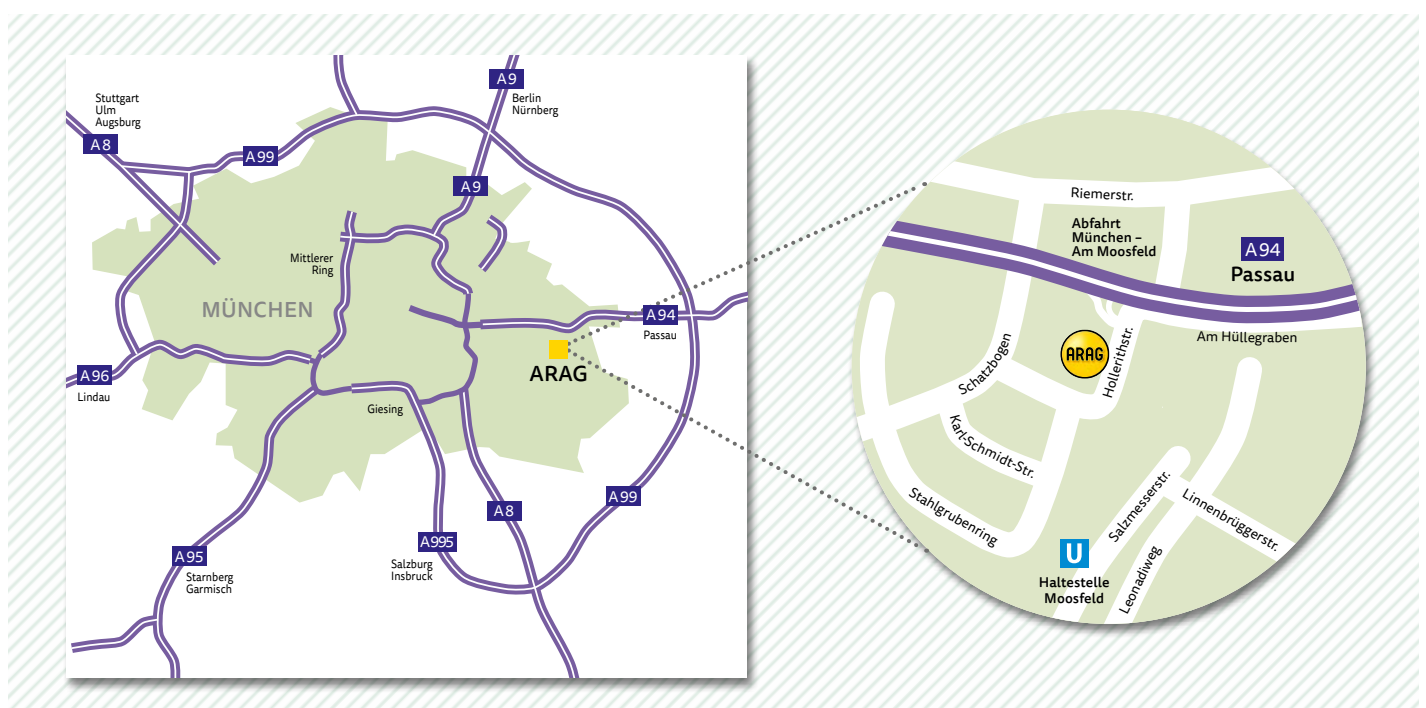 A9
Berlin
Nürnberg
Stuttgart
Ulm
Augsburg
A8
A99
A9
Mittlerer
Ring
MÜNCHEN
A94
Passau
ARAG
A96
Lindau
Giesing
A99
A8
A995
Salzburg
Insbruck
A95
Starnberg
Garmisch
Riemerstr.
Abfahrt
München –
Am Moosfeld
A94
Passau
Am Hüllegraben
ARAG
Hollerithstr.
Schatzbogen
Karl-Schmidt-Str.
Stahlgrubenring
Salzmesserstr.
Linnenbrüggerstr.
Leonadiweg
U
Haltestelle
Moosfeld